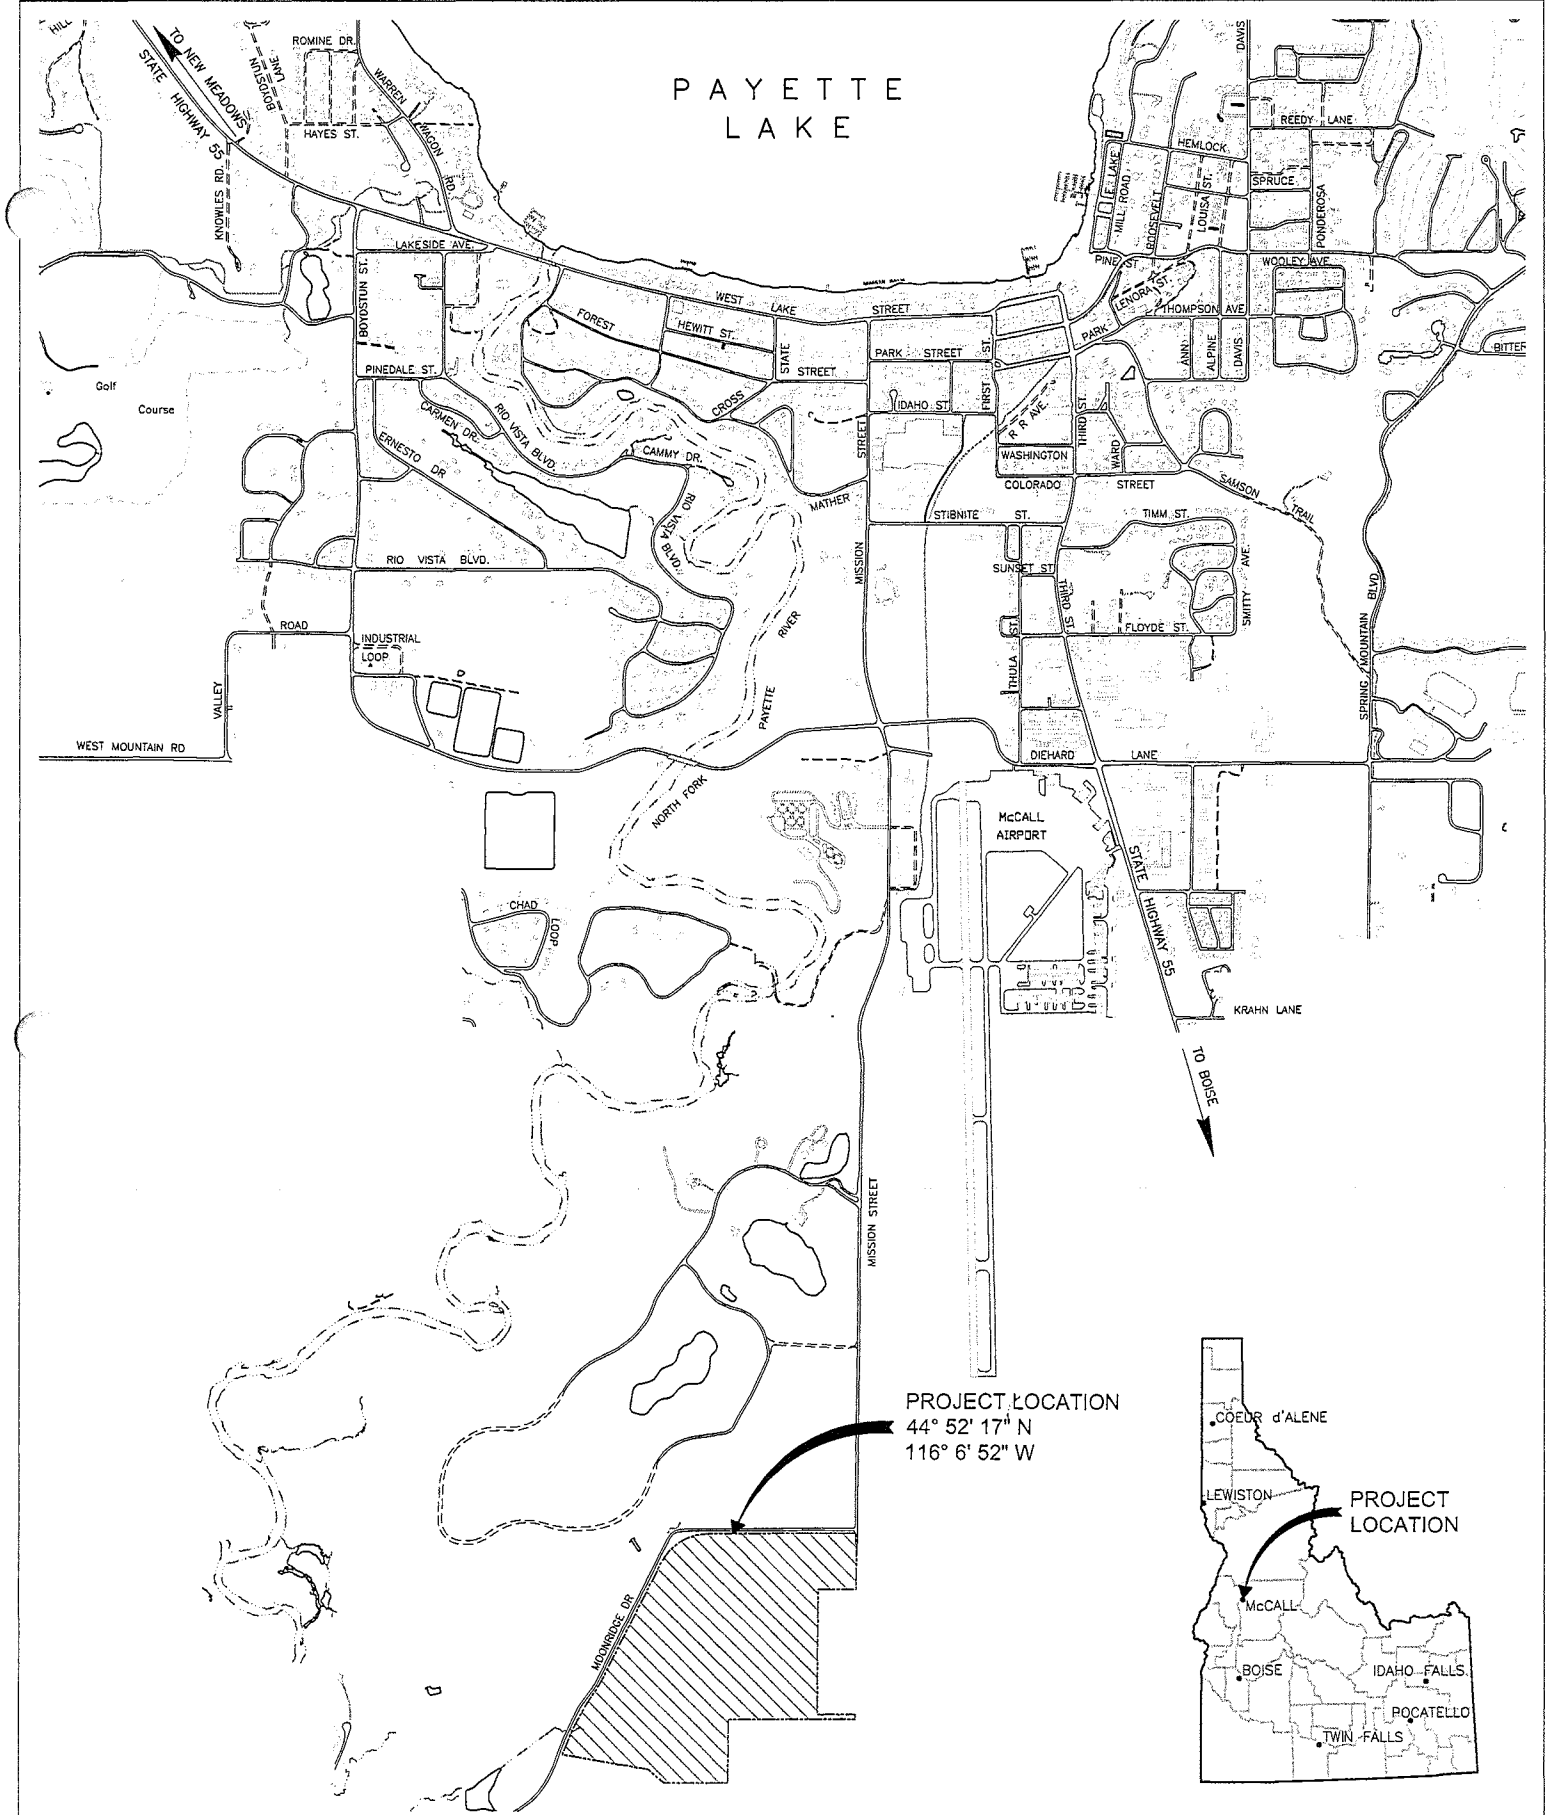 HILL
TO NEW MEADOWS
STATE HIGHWAY 55
BOYDSTUN LANE
ROMINE DR.
WARREN WAGON RD.
HAYES ST.
KNOWLES RD.
PAYETTE
LAKE
DAVIS
REEDY LANE
HEMLOCK
E. LAKE
MILL ROAD
ROOSEVELT
LOUISA ST.
SPRUCE
PONDEROSA
LAKESIDE AVE.
BOYDSTUN ST.
PINE ST.
WOOLEY AVE.
LENORA ST.
THOMPSON AVE.
WEST LAKE STREET
FOREST
HEWITT ST.
STATE
STREET
PARK STREET
PARK
FIRST ST.
ANN
ALPINE
DAVIS
BITTER
PINEDALE ST.
CROSS
IDAHO ST.
R R AVE.
THIRD ST.
WARD
Golf
Course
CARMEN DR.
RIO VISTA BLVD.
ERNESTO DR
CAMMY DR.
STREET
WASHINGTON
COLORADO STREET
SAMSON TRAIL
MATHER
RIO VISTA BLVD.
STIBNITE ST.
TIMM ST.
RIO VISTA BLVD.
MISSION
SUNSET ST.
THIRD ST.
SMITTY AVE.
ROAD
INDUSTRIAL
LOOP
RIVER
FLOYDE ST.
THULA ST.
SPRING MOUNTAIN BLVD
VALLEY
PAYETTE
WEST MOUNTAIN RD
DIEHARD LANE
NORTH FORK
McCALL
AIRPORT
STATE HIGHWAY 55
CHAD LOOP
KRAHN LANE
TO BOISE
MISSION STREET
PROJECT LOCATION
44° 52' 17" N
116° 6' 52" W
MOONRIDGE DR
COEUR d'ALENE
LEWISTON
PROJECT
LOCATION
McCALL
BOISE
IDAHO FALLS
POCATELLO
TWIN FALLS